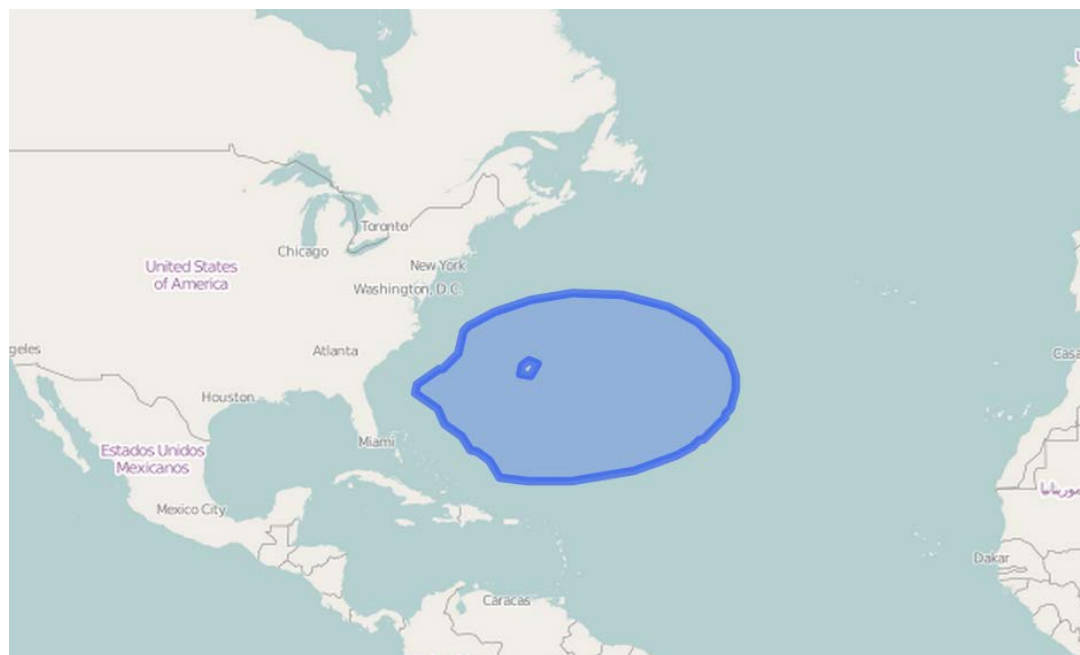 Toronto
Chicago
New York
United States
of America
Washington, D.C.
geles
Atlanta
Casa
Houston
Miami
Estados Unidos
Mexicanos
موريتانيا
Mexico City
Dakar
Caracas